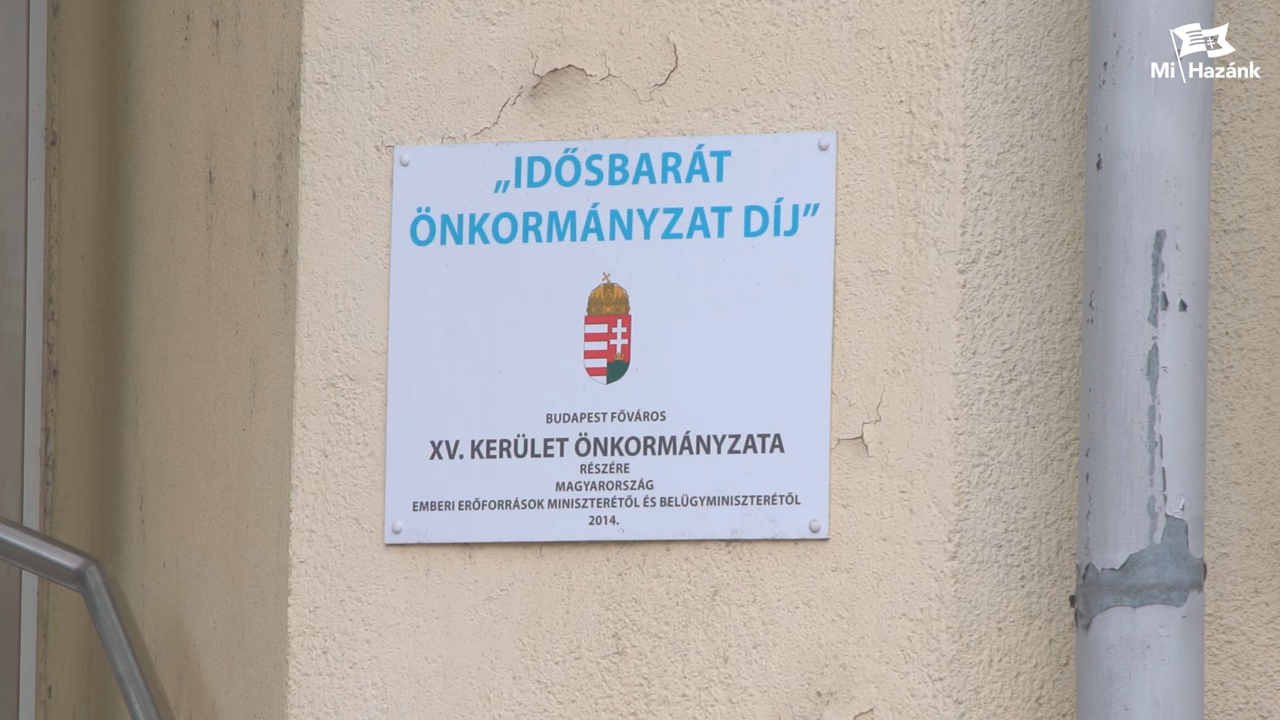 Mi Hazánk
„IDŐSBARÁT
ÖNKORMÁNYZAT DÍJ”
BUDAPEST FŐVÁROS
XV. KERÜLET ÖNKORMÁNYZATA
RÉSZÉRE
MAGYARORSZÁG
EMBERI ERŐFORRÁSOK MINISZTERÉTŐL ÉS BELÜGYMINISZTERÉTŐL
2014.